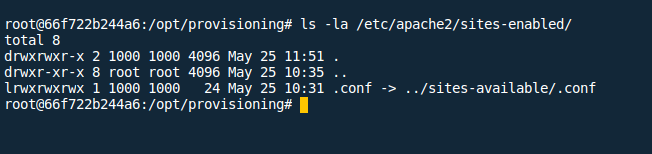 root@66f722b244a6:/opt/provisioning# ls -la /etc/apache2/sites-enabled/
total 8
drwxrwxr-x 2 1000 1000 4096 May 25 11:51 .
drwxr-xr-x 8 root root 4096 May 25 10:35 ..
lrwxrwxrwx 1 1000 1000   24 May 25 10:31 .conf -> ../sites-available/.conf
root@66f722b244a6:/opt/provisioning#